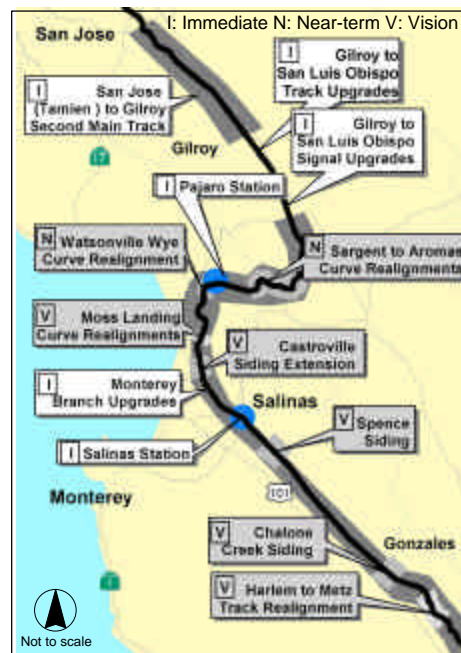 I: Immediate N: Near-term V: Vision
San Jose
I Gilroy to
San Luis Obispo
Track Upgrades
I San Jose
(Tamien ) to Gilroy
Second Main Track
I Gilroy to
San Luis Obispo
Signal Upgrades
17
Gilroy
I Pajaro Station
N Watsonville Wye
Curve Realignment
N Sargent to Aromas
Curve Realignments
V Moss Landing
Curve Realignments
V Castroville
Siding Extension
I Monterey
Branch Upgrades
Salinas
V Spence
Siding
I Salinas Station
Monterey
101
V Chalone
Creek Siding
Gonzales
1
V Harlem to Metz
Track Realignment
Not to scale